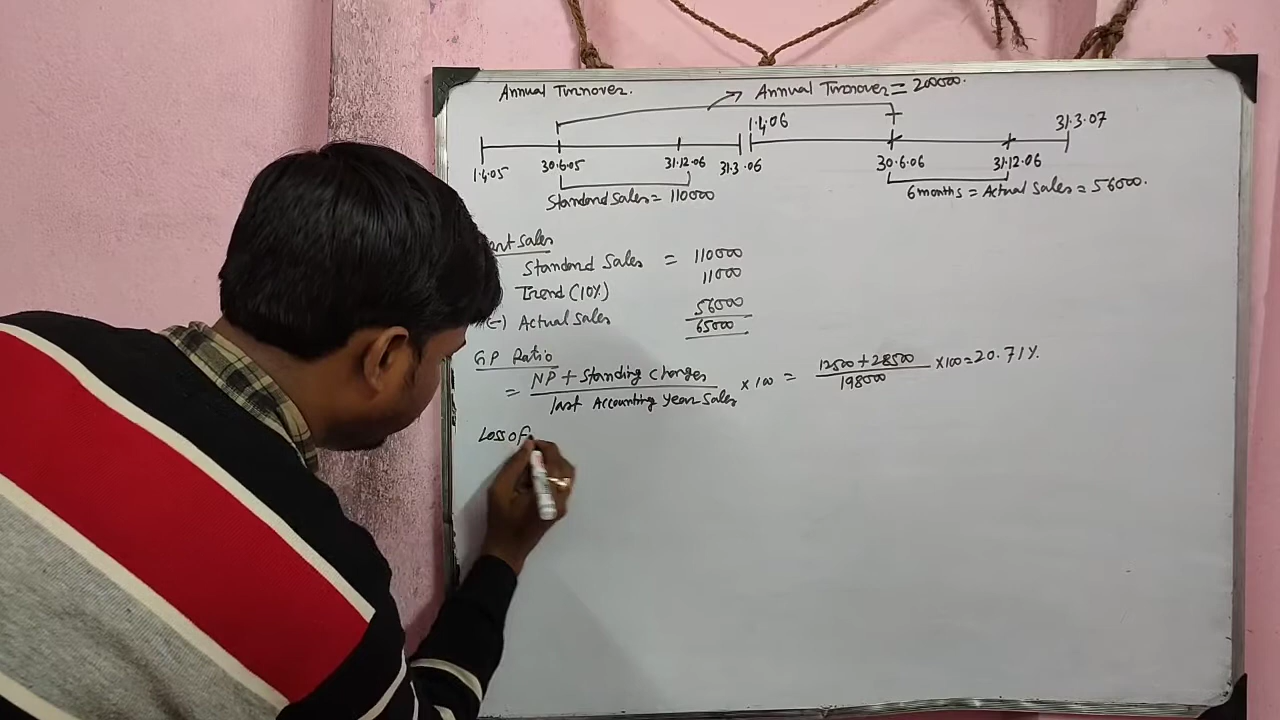 Annual Turnover.
Annual Turnover = 200000.
1.4.06
31.3.07
1.4.05
30.6.05
31.12.06
31.3.06
30.6.06
31.12.06
Standard Sales = 110000
6 months = Actual Sales = 56000.
Sales
Standard Sales = 110000
Trend (10%) 11000
(-) Actual Sales 56000
65000
GP Ratio
= NP + Standing Charges / last Accounting Year Sales × 100 = 12500 + 28500 / 198000 × 100 = 20.71%.
Loss of